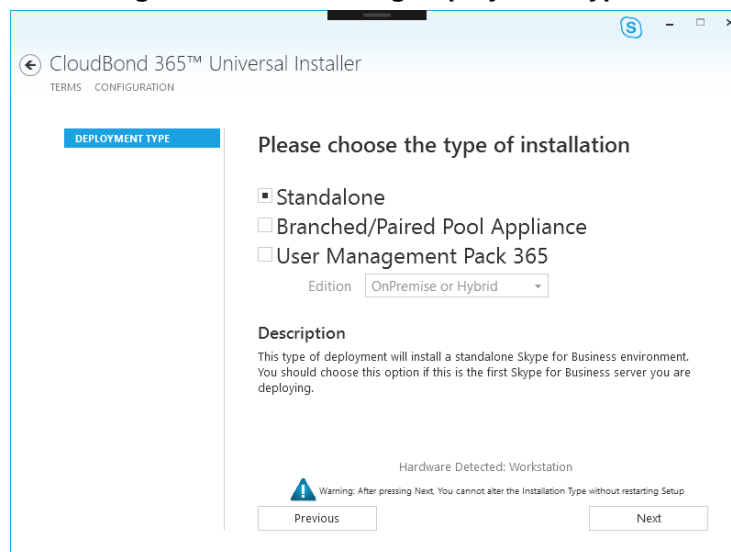 S
CloudBond 365™ Universal Installer
TERMS CONFIGURATION
DEPLOYMENT TYPE
Please choose the type of installation
Standalone
Branched/Paired Pool Appliance
User Management Pack 365
Edition OnPremise or Hybrid
Description
This type of deployment will install a standalone Skype for Business environment.
You should choose this option if this is the first Skype for Business server you are
deploying.
Hardware Detected: Workstation
Warning: After pressing Next, You cannot alter the Installation Type without restarting Setup
Previous Next